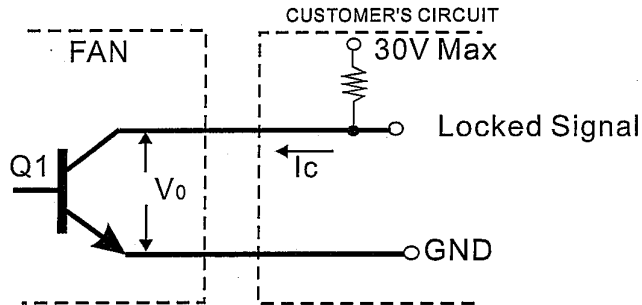 CUSTOMER'S CIRCUIT
FAN
30V Max
Locked Signal
Q1
Ic
V0
GND